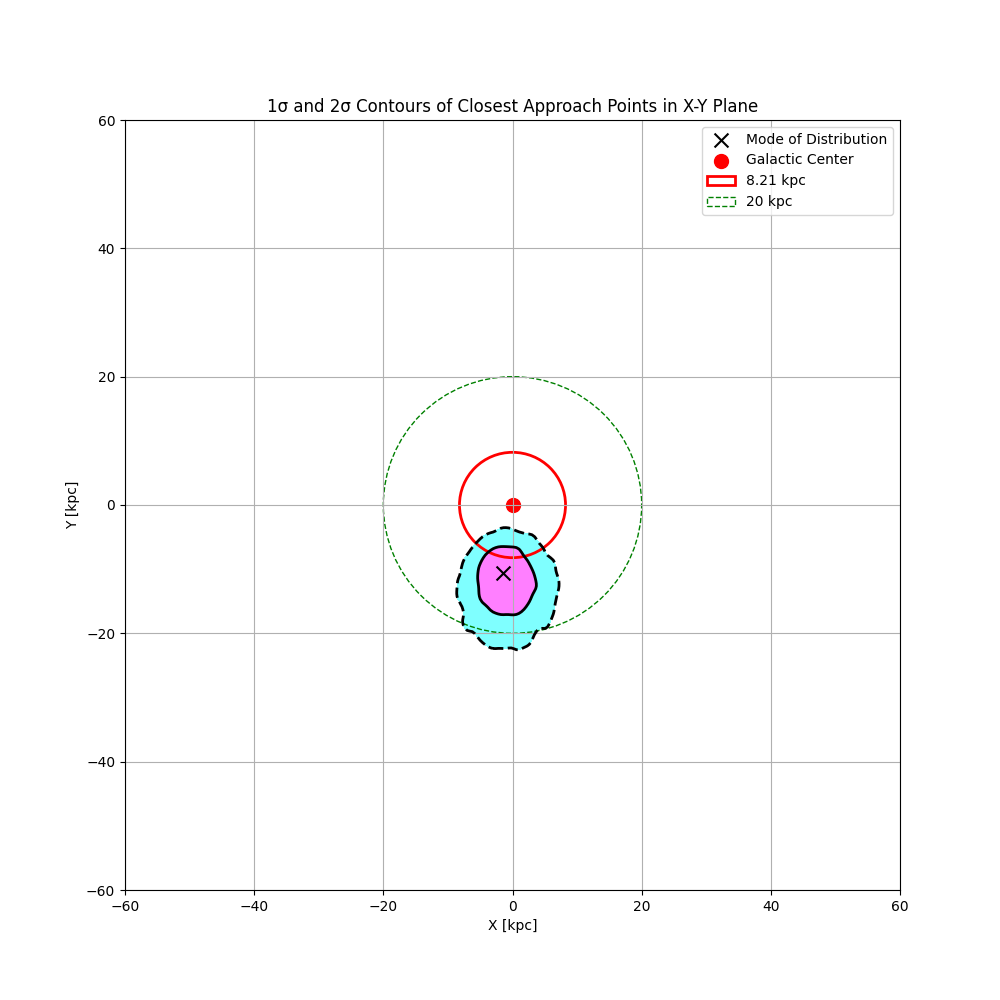 1σ and 2σ Contours of Closest Approach Points in X-Y Plane
Mode of Distribution
Galactic Center
8.21 kpc
20 kpc
60
40
20
0
−20
−40
−60
Y [kpc]
−60 −40 −20 0 20 40 60
X [kpc]